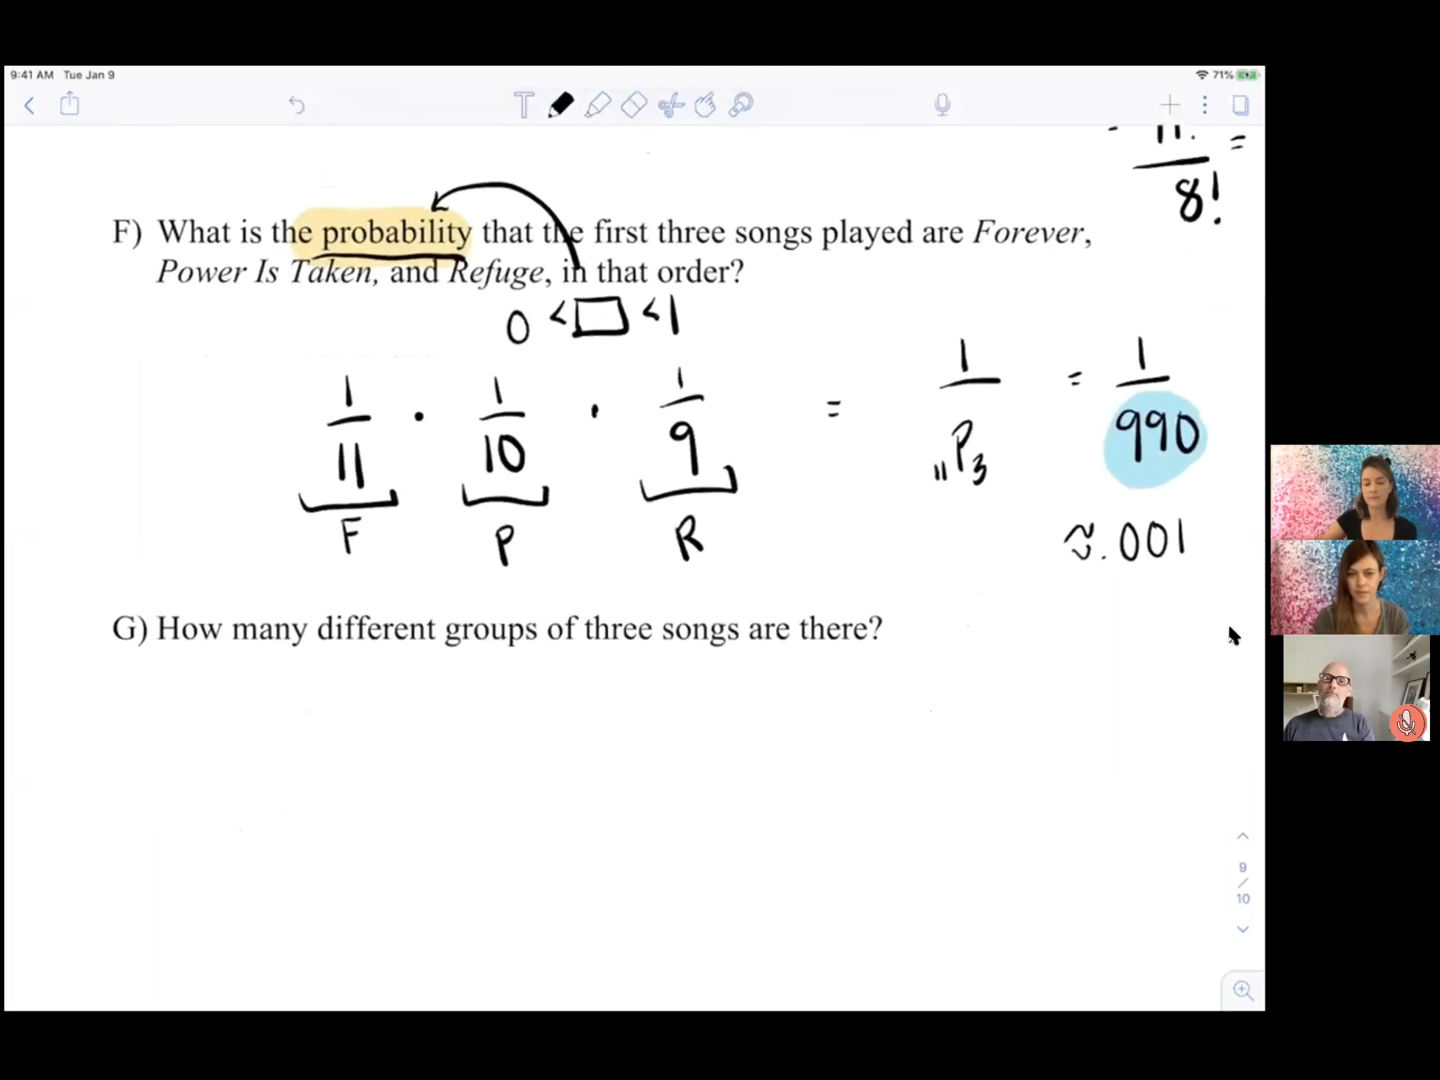 9:41 AM Tue Jan 9
71%
T
11!
- ― =
8!
F) What is the probability that the first three songs played are Forever,
Power Is Taken, and Refuge, in that order?
0 < □ < 1
1/11 · 1/10 · 1/9 = 1/₁₁P₃ = 1/990
F P R
≈ .001
G) How many different groups of three songs are there?
9
/
10